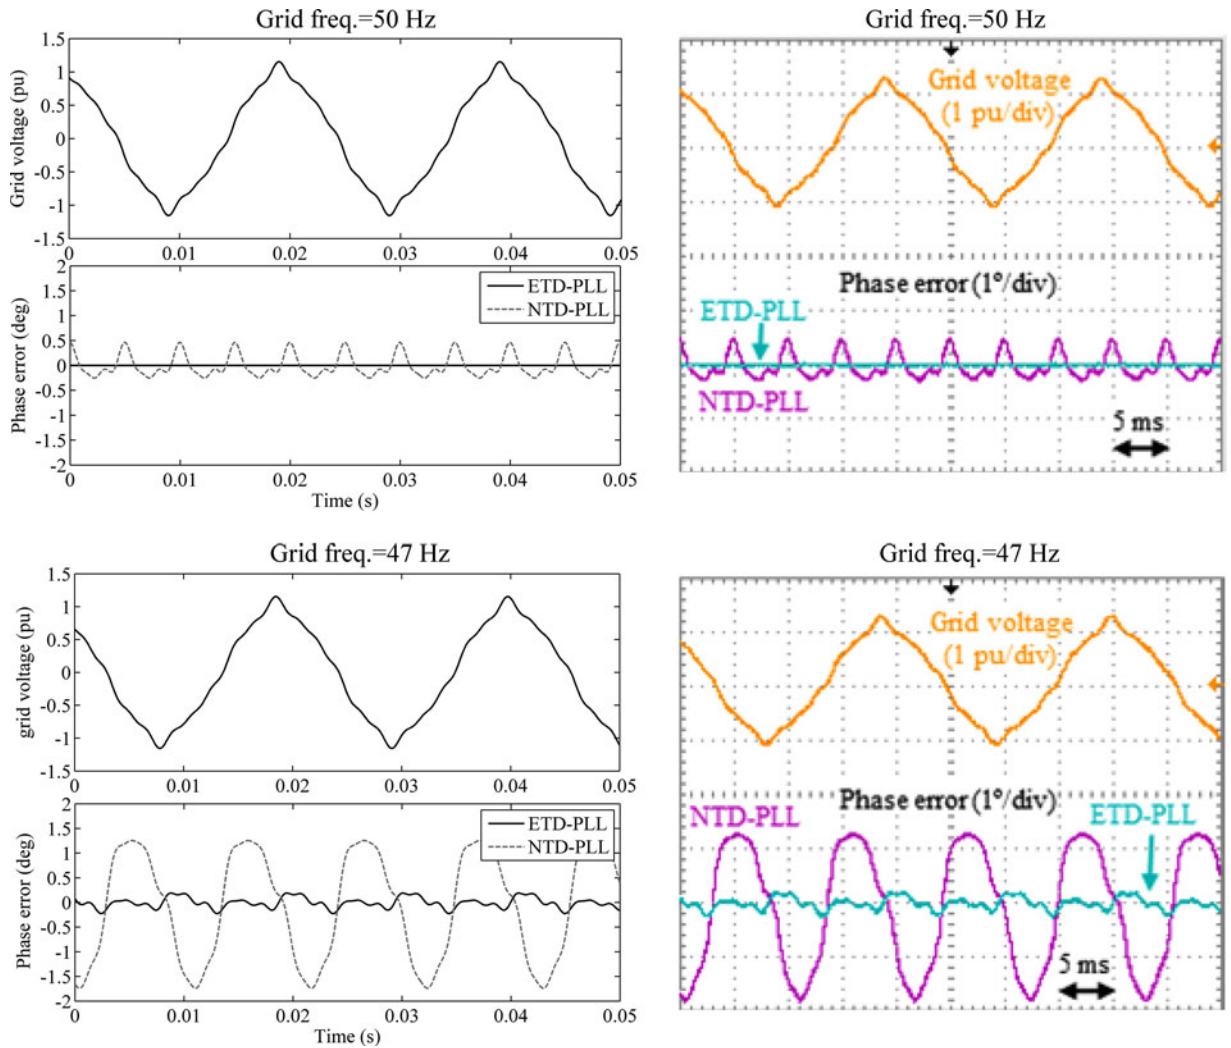 Grid freq.=50 Hz
1.5
1
0.5
0
-0.5
-1
-1.5
Grid voltage (pu)
0 0.01 0.02 0.03 0.04 0.05
2
1.5
1
0.5
0
-0.5
-1
-1.5
-2
Phase error (deg)
ETD-PLL
NTD-PLL
0 0.01 0.02 0.03 0.04 0.05
Time (s)
Grid freq.=50 Hz
Grid voltage
(1 pu/div)
Phase error (1°/div)
ETD-PLL
NTD-PLL
5 ms
Grid freq.=47 Hz
1.5
1
0.5
0
-0.5
-1
-1.5
grid voltage (pu)
0 0.01 0.02 0.03 0.04 0.05
2
1.5
1
0.5
0
-0.5
-1
-1.5
-2
Phase error (deg)
ETD-PLL
NTD-PLL
0 0.01 0.02 0.03 0.04 0.05
Time (s)
Grid freq.=47 Hz
Grid voltage
(1 pu/div)
Phase error (1°/div)
NTD-PLL
ETD-PLL
5 ms